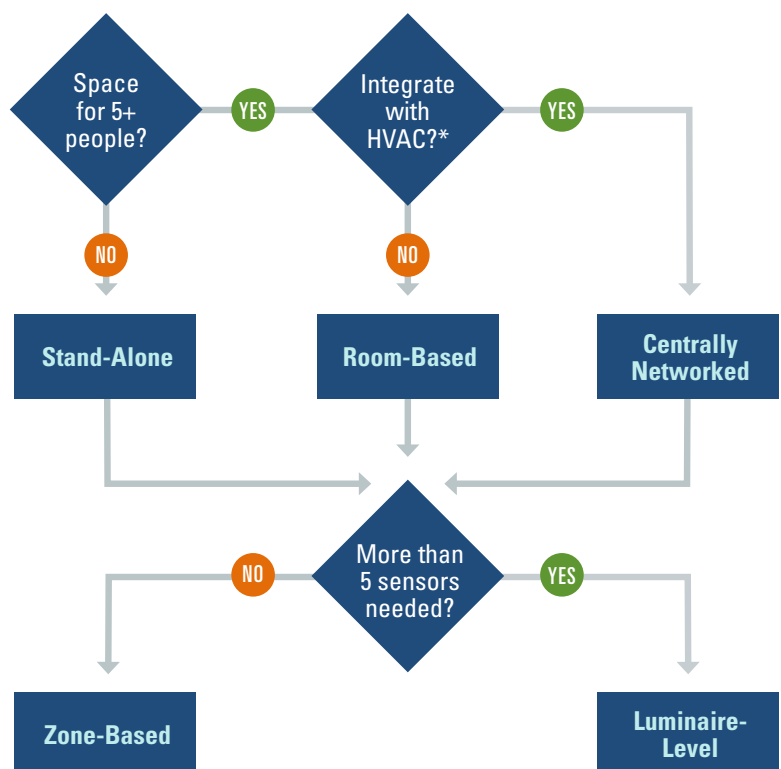 Space
for 5+
people?
YES
Integrate
with
HVAC?*
YES
NO
NO
Stand-Alone
Room-Based
Centrally
Networked
More than
5 sensors
needed?
NO
YES
Zone-Based
Luminaire-
Level